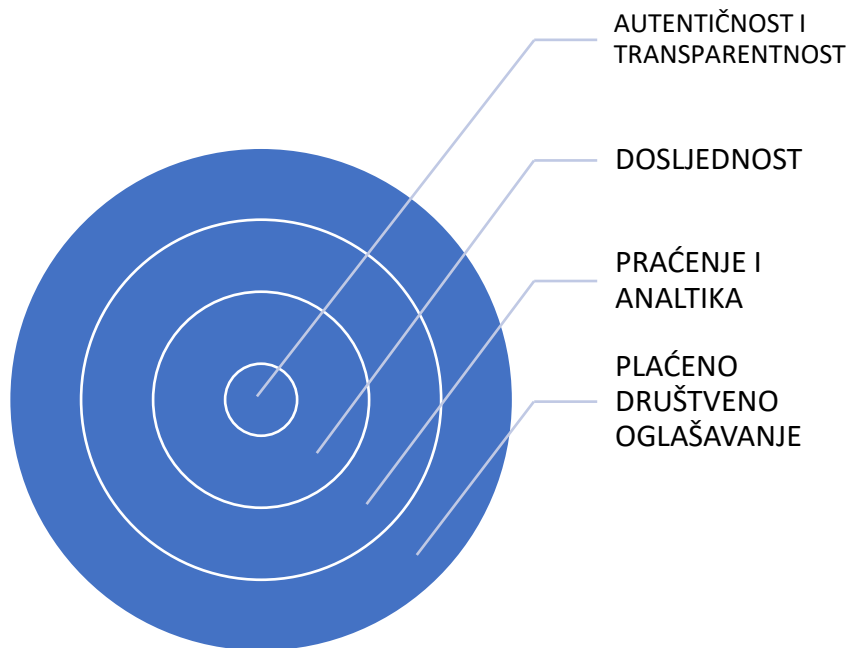 AUTENTIČNOST I
TRANSPARENTNOST
DOSLJEDNOST
PRAĆENJE I
ANALTIKA
PLAĆENO
DRUŠTVENO
OGLAŠAVANJE